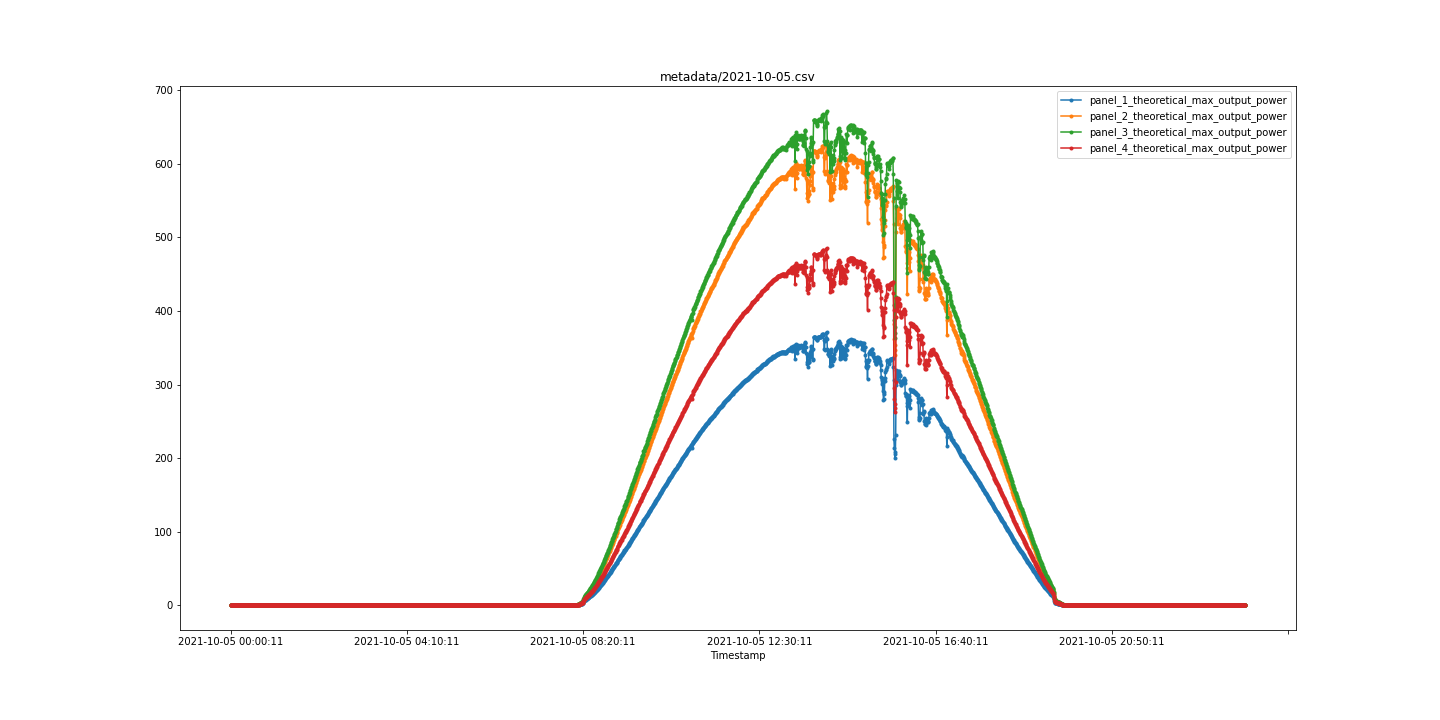 metadata/2021-10-05.csv
700
600
500
400
300
200
100
0
panel_1_theoretical_max_output_power
panel_2_theoretical_max_output_power
panel_3_theoretical_max_output_power
panel_4_theoretical_max_output_power
2021-10-05 00:00:11
2021-10-05 04:10:11
2021-10-05 08:20:11
2021-10-05 12:30:11
2021-10-05 16:40:11
2021-10-05 20:50:11
Timestamp